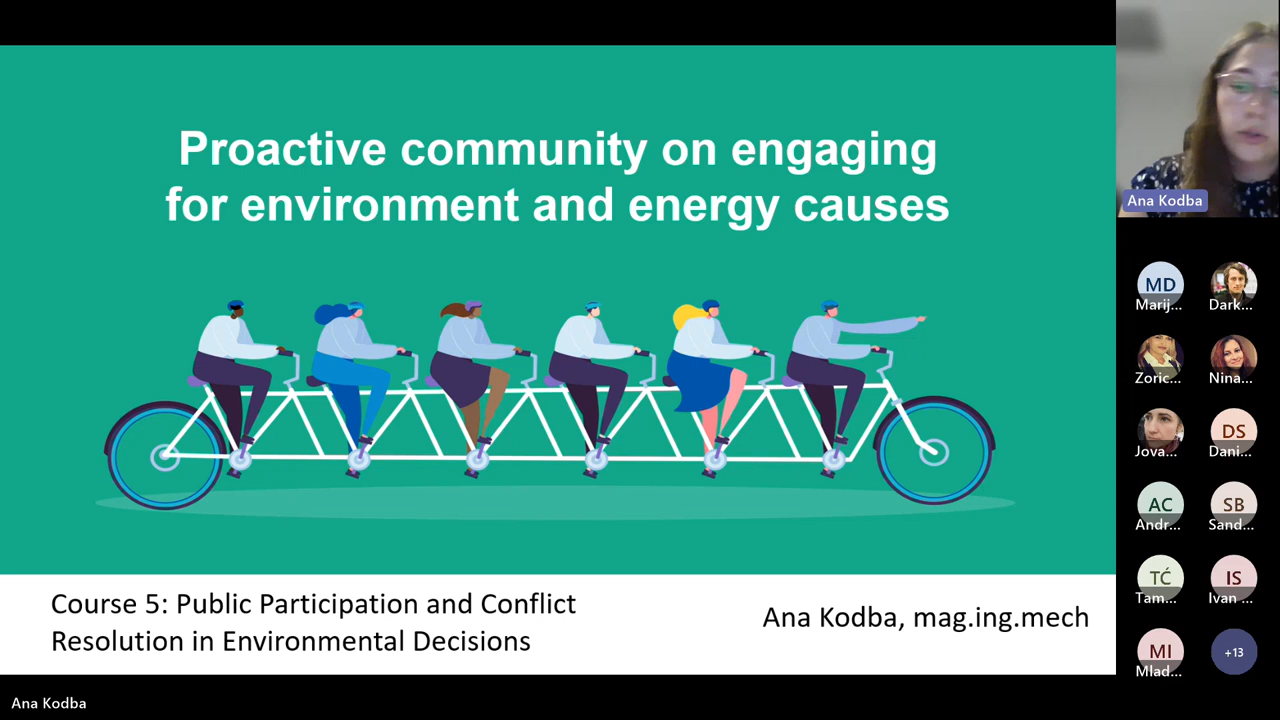 Proactive community on engaging
for environment and energy causes
Course 5: Public Participation and Conflict
Resolution in Environmental Decisions
Ana Kodba, mag.ing.mech
Ana Kodba
Ana Kodba
MD
Marij...
Dark...
Zoric...
Nina...
Jova...
DS
Dani...
AC
Andr...
SB
Sand...
TĆ
Tam...
IS
Ivan ...
MI
Mlad...
+13